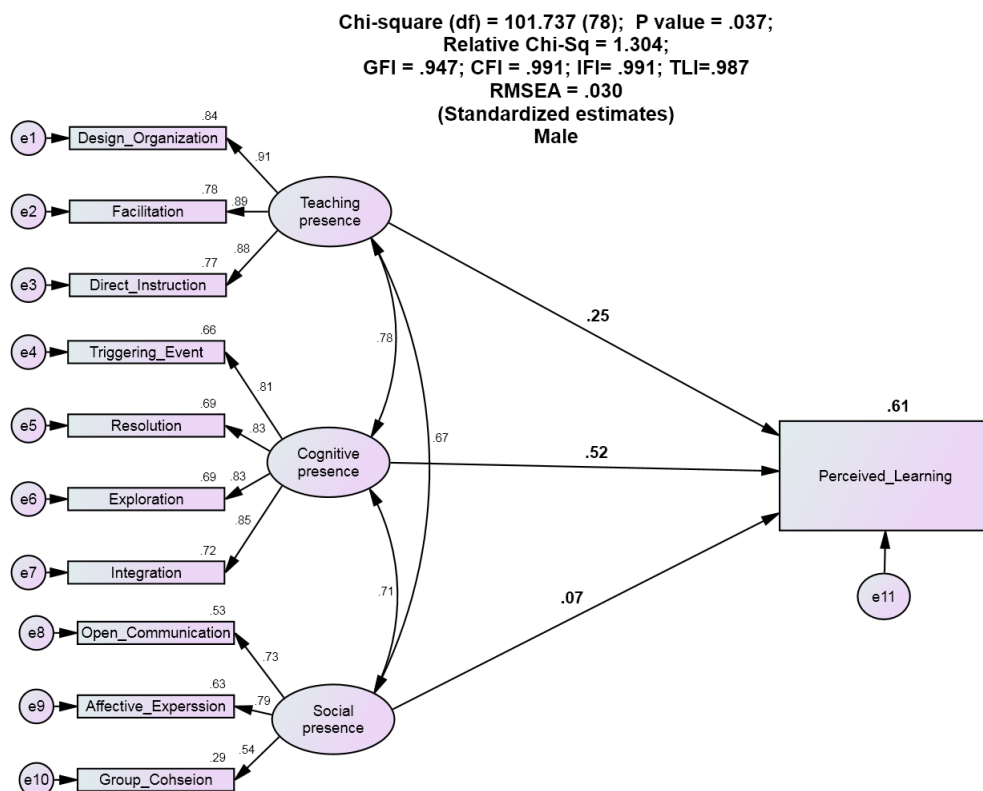 Chi-square (df) = 101.737 (78);  P value = .037;
Relative Chi-Sq = 1.304;
GFI = .947; CFI = .991; IFI= .991; TLI=.987
RMSEA = .030
(Standardized estimates)
Male
.84
e1
Design_Organization
.91
.78
e2
Facilitation
.89
Teaching
presence
.77
e3
Direct_Instruction
.88
.25
.66
e4
Triggering_Event
.78
.81
.69
e5
Resolution
.83
.67
.61
Cognitive
presence
.52
Perceived_Learning
.69
e6
Exploration
.83
.85
.72
e7
Integration
.71
.07
e11
.53
e8
Open_Communication
.73
.63
e9
Affective_Experssion
.79
Social
presence
.54
.29
e10
Group_Cohseion